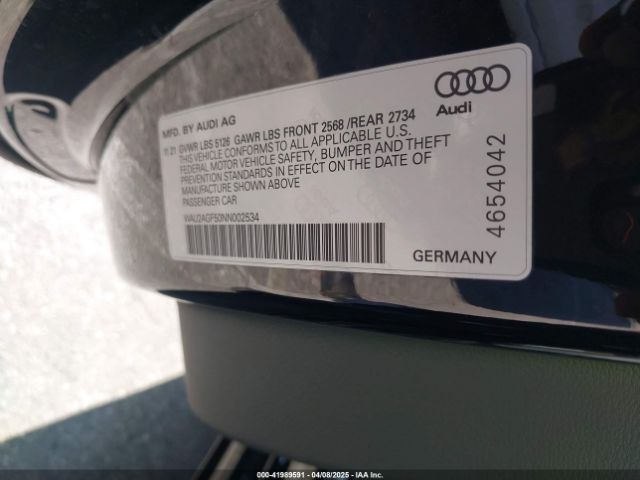 MFD. BY AUDI AG
11 21 GVWR LBS 5126 GAWR LBS FRONT 2568 /REAR 2734
THIS VEHICLE CONFORMS TO ALL APPLICABLE U.S.
FEDERAL MOTOR VEHICLE SAFETY, BUMPER AND THEFT
PREVENTION STANDARDS IN EFFECT ON THE DATE OF
MANUFACTURE SHOWN ABOVE
PASSENGER CAR
WAU2AGF50NN002534
Audi
4654042
GERMANY
000-41989591 - 04/08/2025 - IAA Inc.